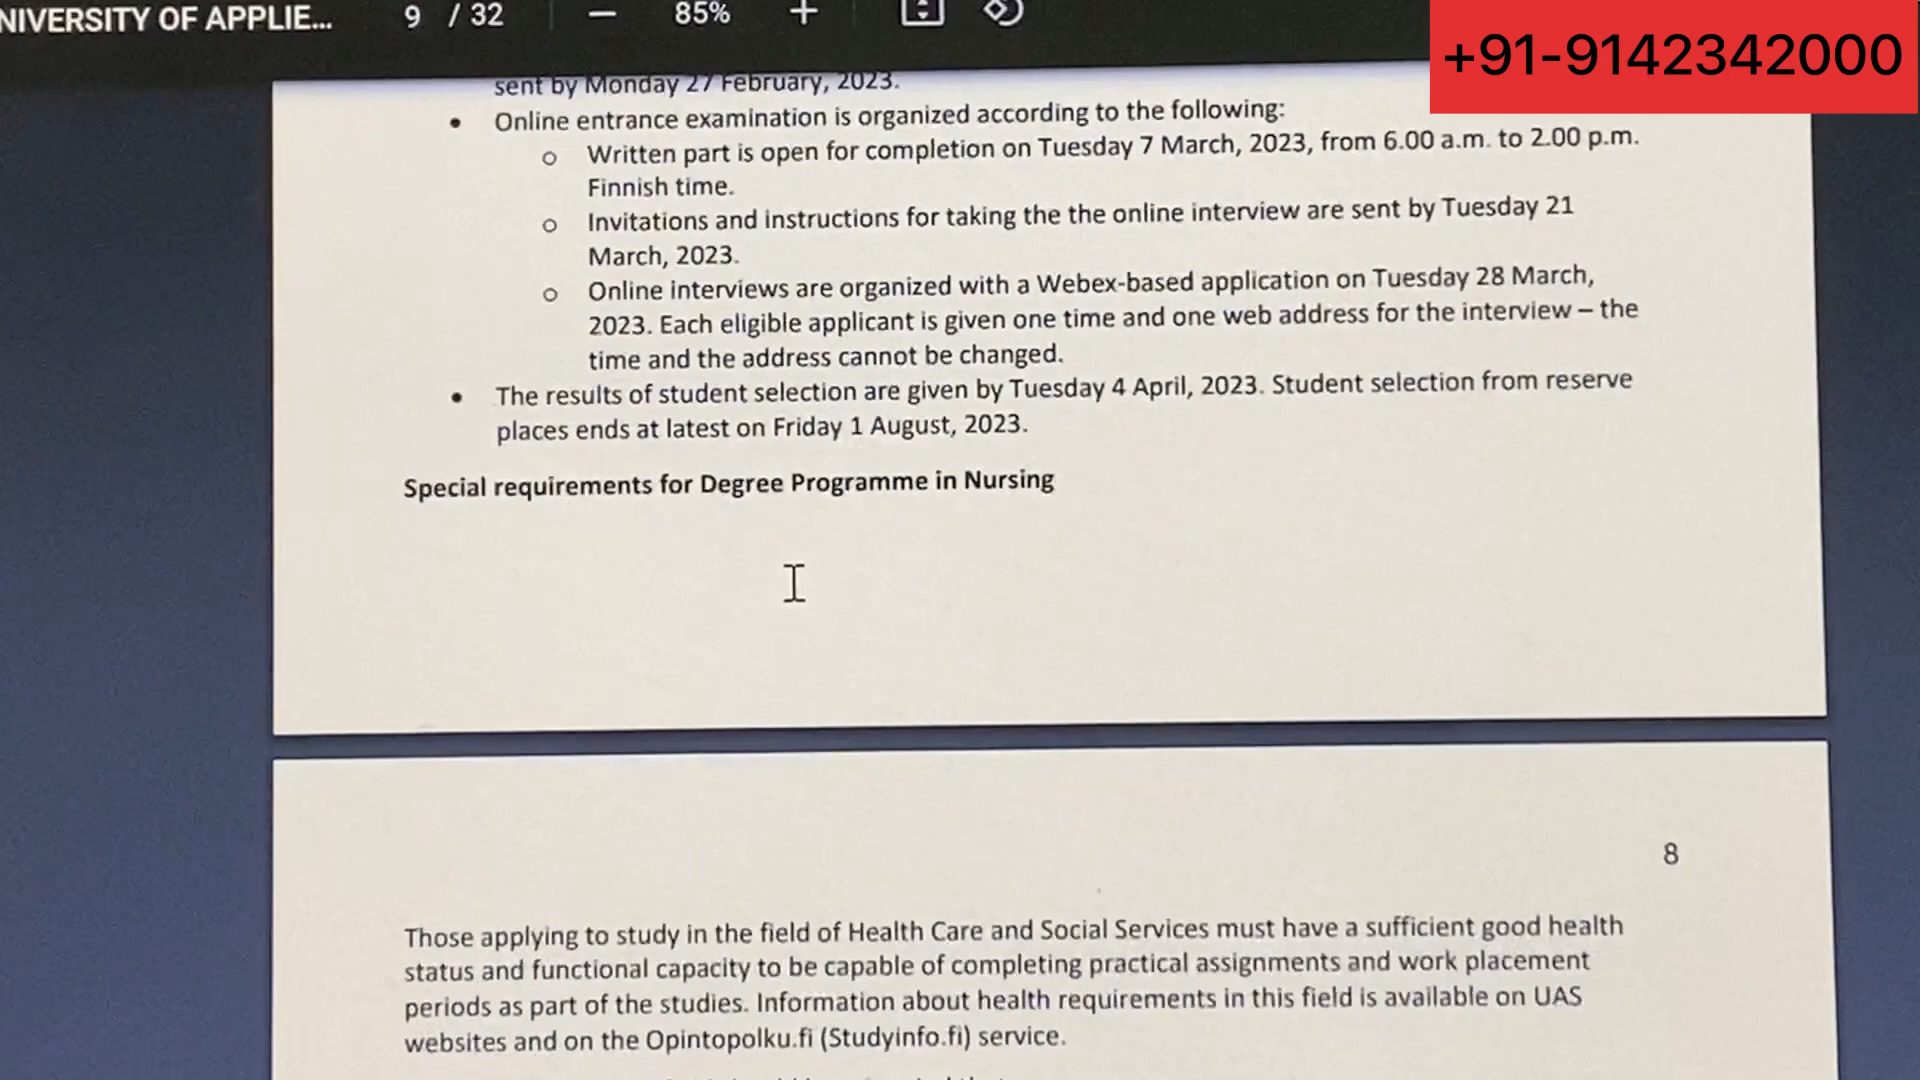 NIVERSITY OF APPLIE... 9 / 32 85%
+91-9142342000
sent by Monday 27 February, 2023.
• Online entrance examination is organized according to the following:
o Written part is open for completion on Tuesday 7 March, 2023, from 6.00 a.m. to 2.00 p.m.
Finnish time.
o Invitations and instructions for taking the the online interview are sent by Tuesday 21
March, 2023.
o Online interviews are organized with a Webex-based application on Tuesday 28 March,
2023. Each eligible applicant is given one time and one web address for the interview – the
time and the address cannot be changed.
• The results of student selection are given by Tuesday 4 April, 2023. Student selection from reserve
places ends at latest on Friday 1 August, 2023.
Special requirements for Degree Programme in Nursing
8
Those applying to study in the field of Health Care and Social Services must have a sufficient good health
status and functional capacity to be capable of completing practical assignments and work placement
periods as part of the studies. Information about health requirements in this field is available on UAS
websites and on the Opintopolku.fi (Studyinfo.fi) service.